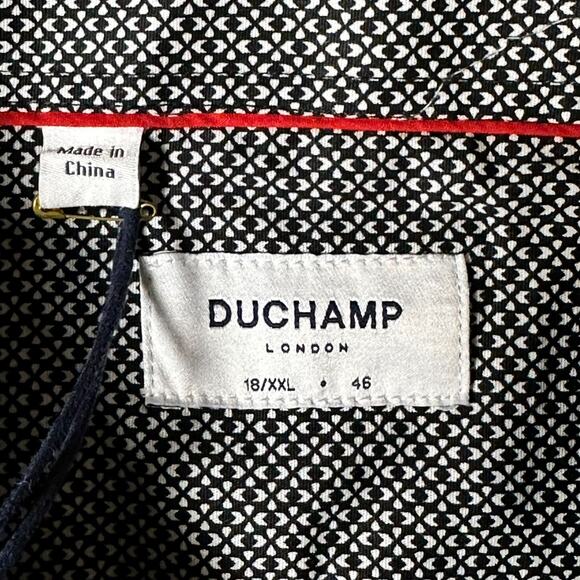 Made in
China
DUCHAMP
LONDON
18/XXL • 46